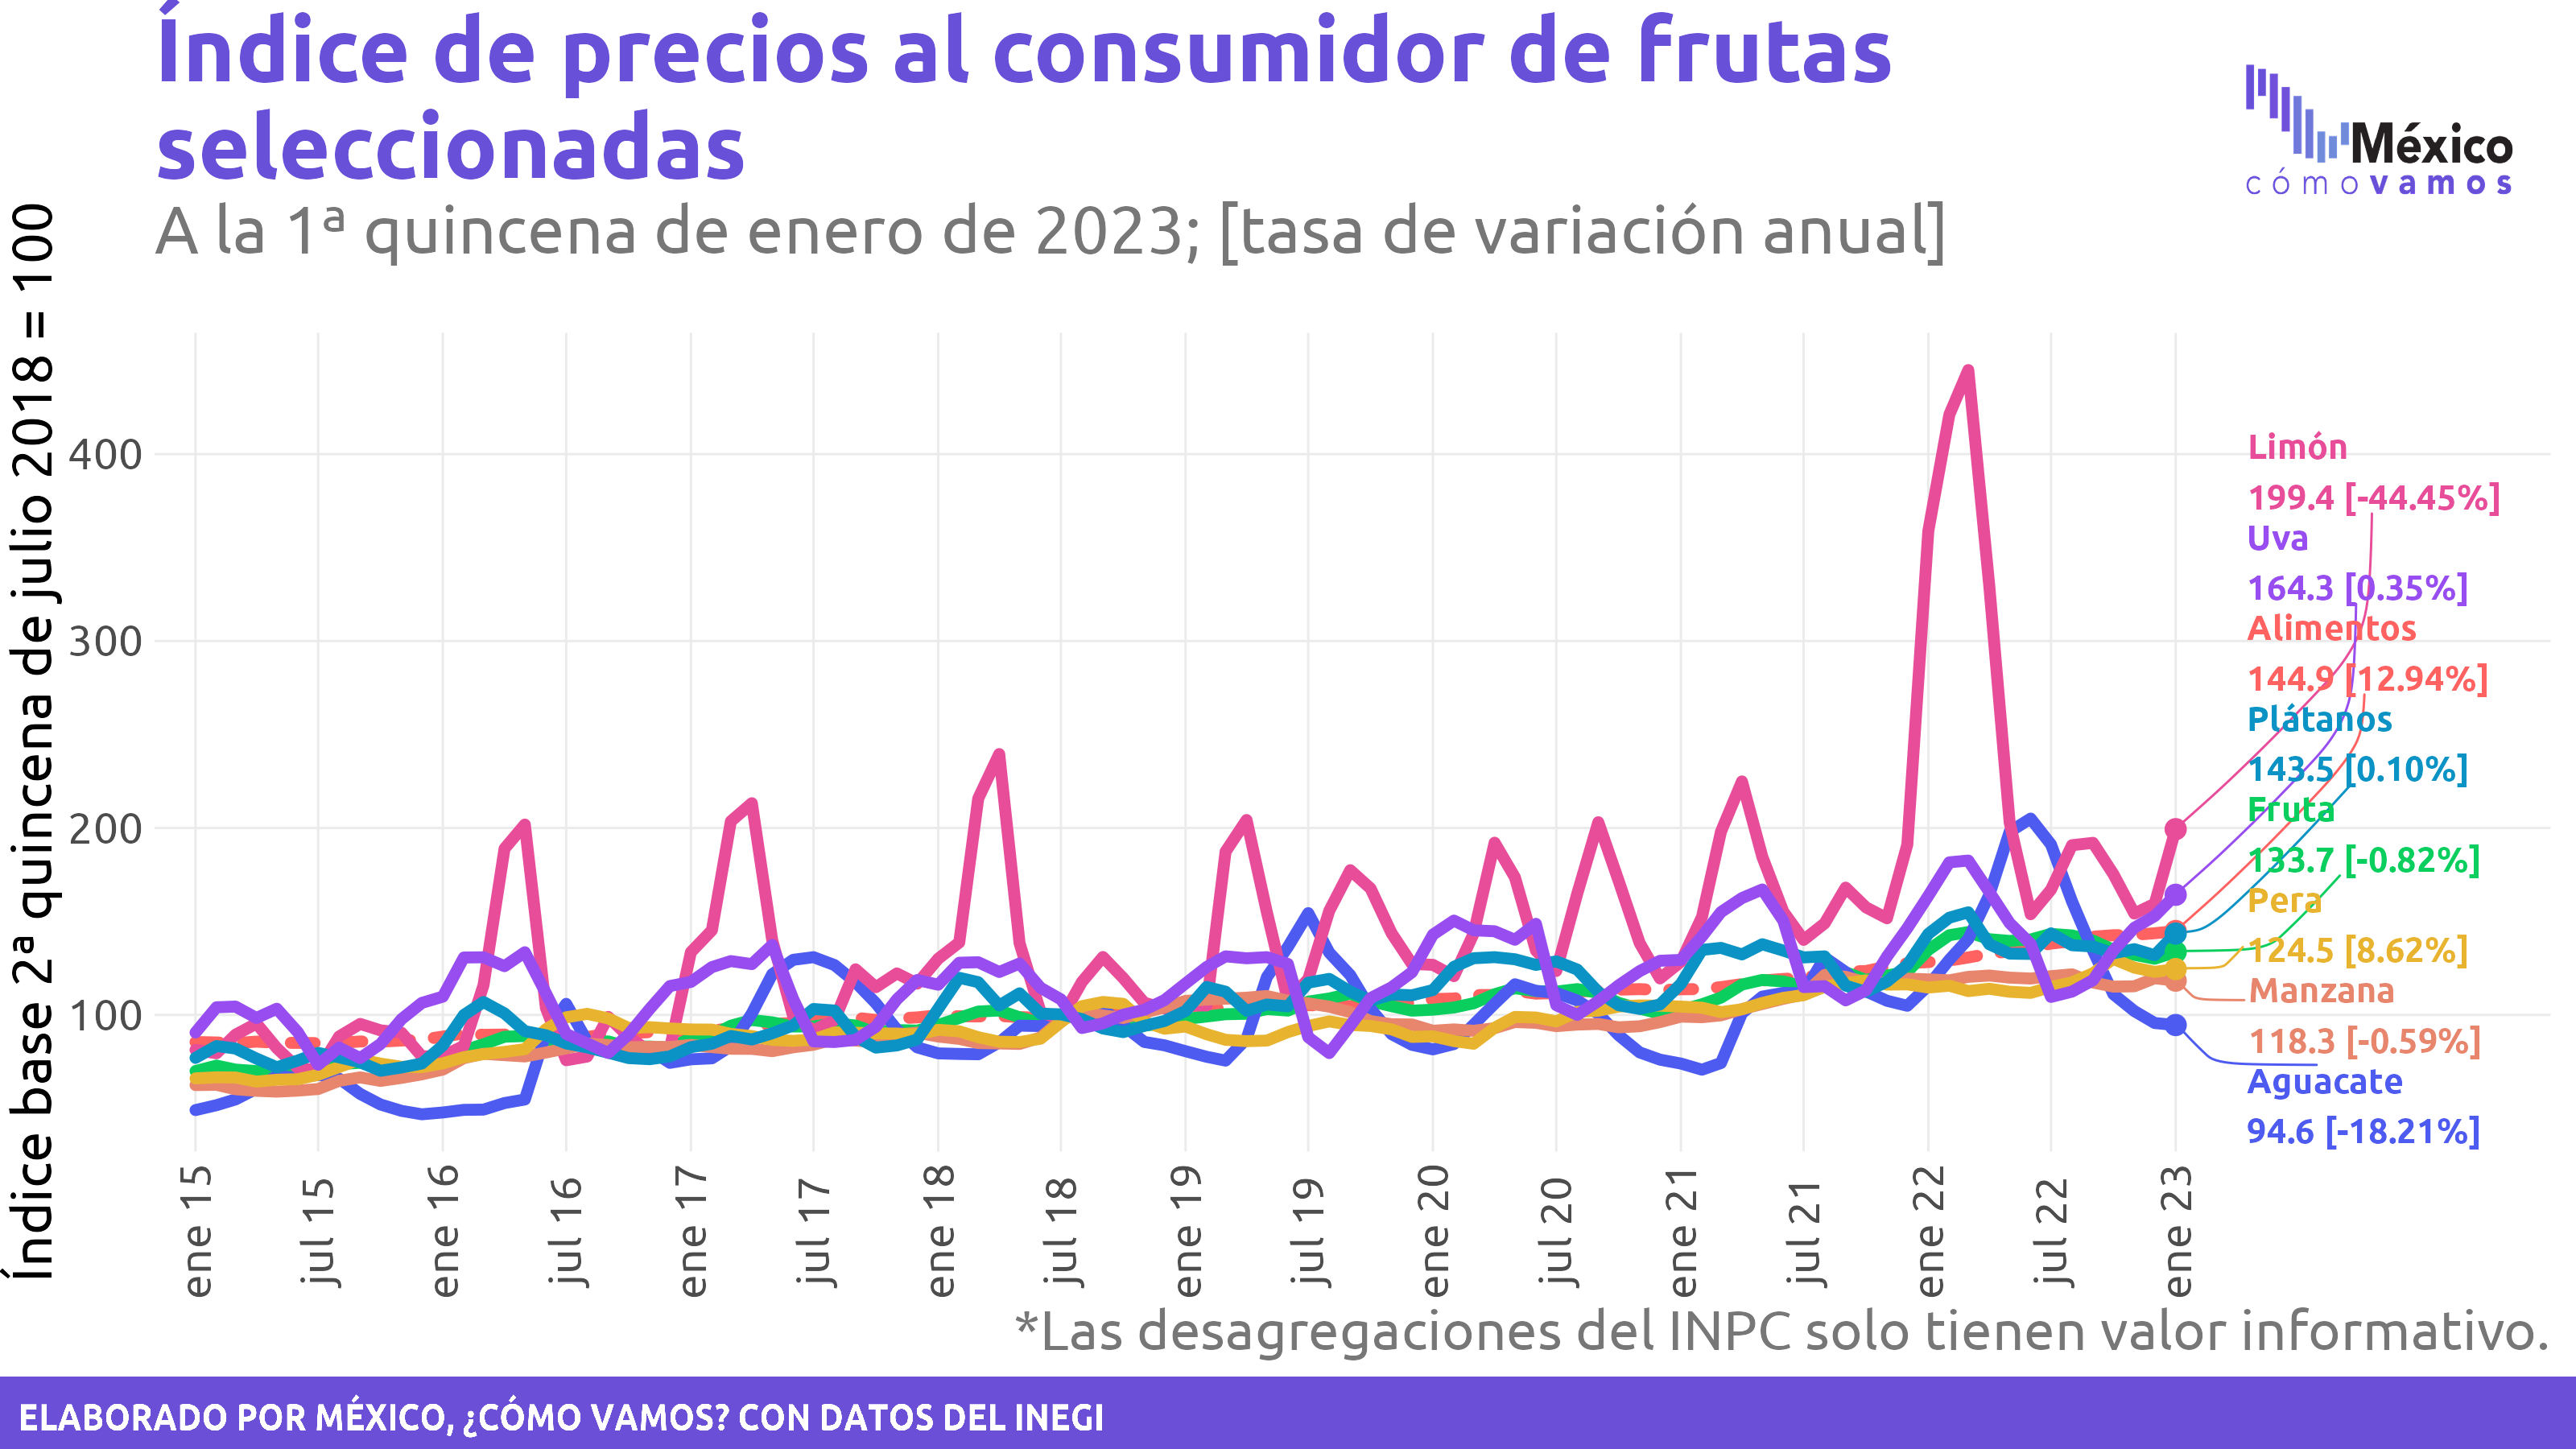 Índice de precios al consumidor de frutas
seleccionadas
A la 1ª quincena de enero de 2023; [tasa de variación anual]
México
cómo vamos
Índice base 2ª quincena de julio 2018 = 100
400
300
200
100
Limón
199.4 [-44.45%]
Uva
164.3 [0.35%]
Alimentos
144.9 [12.94%]
Plátanos
143.5 [0.10%]
Fruta
133.7 [-0.82%]
Pera
124.5 [8.62%]
Manzana
118.3 [-0.59%]
Aguacate
94.6 [-18.21%]
ene 15
jul 15
ene 16
jul 16
ene 17
jul 17
ene 18
jul 18
ene 19
jul 19
ene 20
jul 20
ene 21
jul 21
ene 22
jul 22
ene 23
*Las desagregaciones del INPC solo tienen valor informativo.
ELABORADO POR MÉXICO, ¿CÓMO VAMOS? CON DATOS DEL INEGI